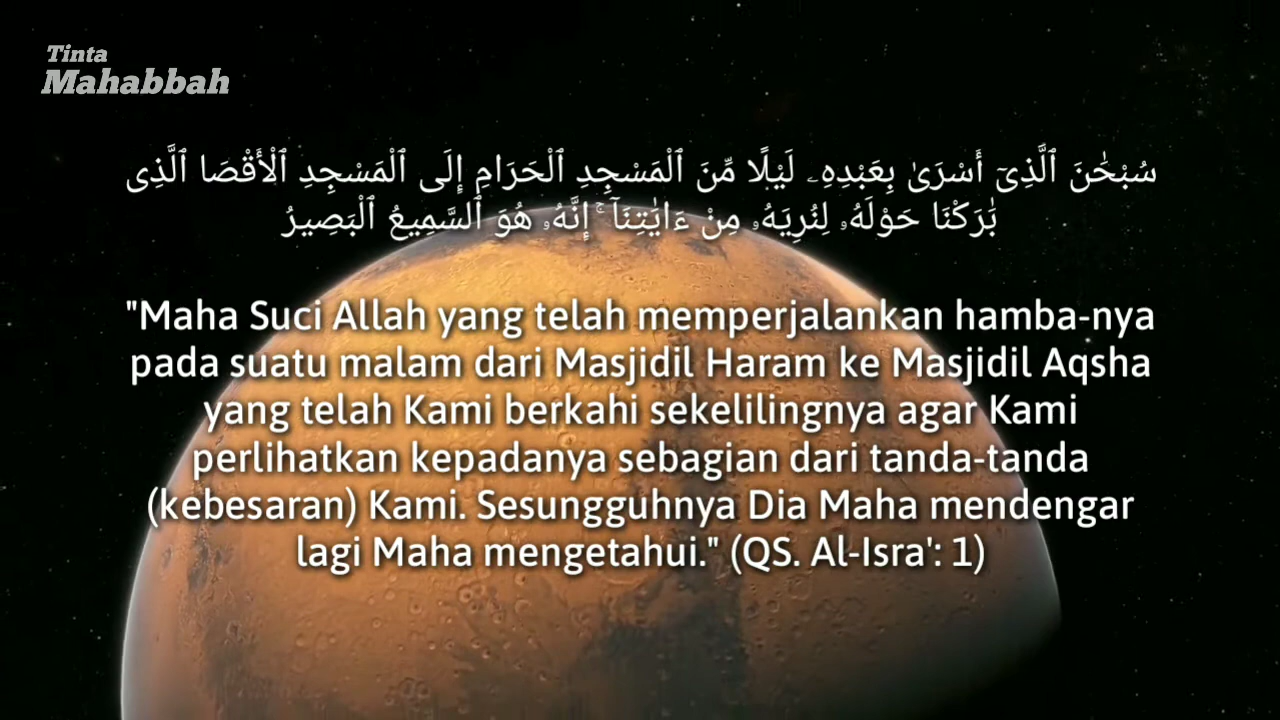 Tinta
Mahabbah
سُبْحَٰنَ ٱلَّذِىٓ أَسْرَىٰ بِعَبْدِهِۦ لَيْلًا مِّنَ ٱلْمَسْجِدِ ٱلْحَرَامِ إِلَى ٱلْمَسْجِدِ ٱلْأَقْصَا ٱلَّذِى
بَٰرَكْنَا حَوْلَهُۥ لِنُرِيَهُۥ مِنْ ءَايَٰتِنَآ ۚ إِنَّهُۥ هُوَ ٱلسَّمِيعُ ٱلْبَصِيرُ
"Maha Suci Allah yang telah memperjalankan hamba-nya
pada suatu malam dari Masjidil Haram ke Masjidil Aqsha
yang telah Kami berkahi sekelilingnya agar Kami
perlihatkan kepadanya sebagian dari tanda-tanda
(kebesaran) Kami. Sesungguhnya Dia Maha mendengar
lagi Maha mengetahui." (QS. Al-Isra': 1)